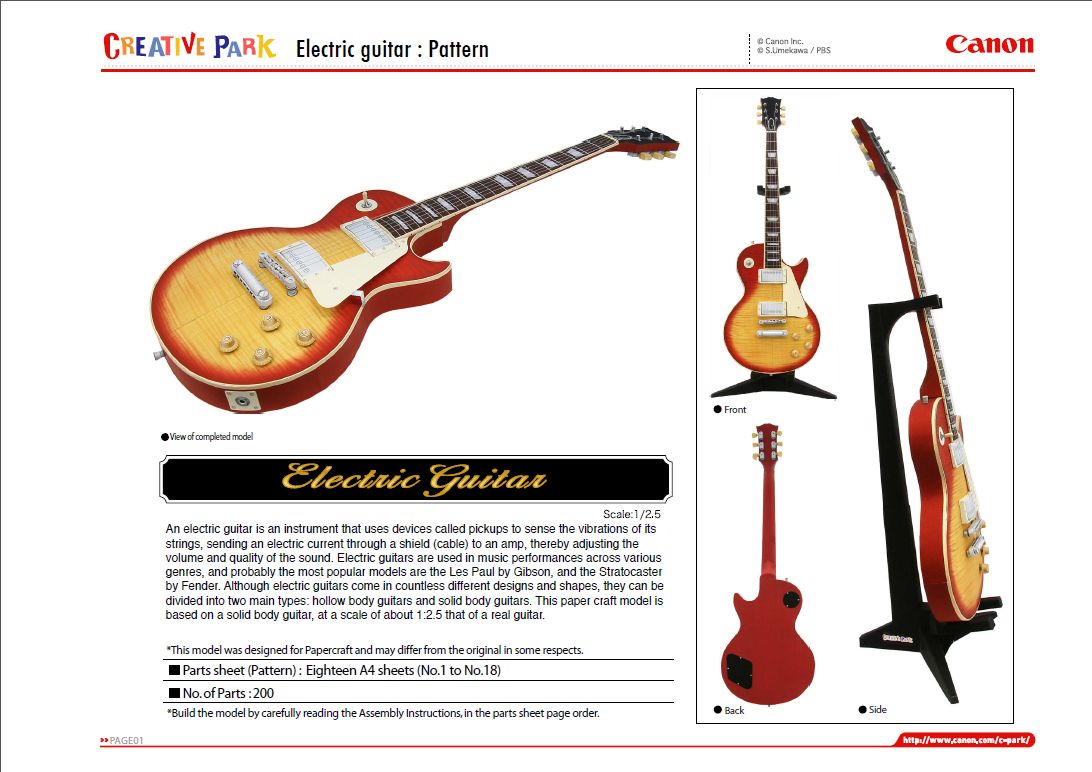 CREATIVE PARK Electric guitar : Pattern
© Canon Inc.
© S.Umekawa / PBS
Canon
●View of completed model
Electric Guitar
Scale:1/2.5
An electric guitar is an instrument that uses devices called pickups to sense the vibrations of its
strings, sending an electric current through a shield (cable) to an amp, thereby adjusting the
volume and quality of the sound. Electric guitars are used in music performances across various
genres, and probably the most popular models are the Les Paul by Gibson, and the Stratocaster
by Fender. Although electric guitars come in countless different designs and shapes, they can be
divided into two main types: hollow body guitars and solid body guitars. This paper craft model is
based on a solid body guitar, at a scale of about 1:2.5 that of a real guitar.
*This model was designed for Papercraft and may differ from the original in some respects.
■ Parts sheet (Pattern) : Eighteen A4 sheets (No.1 to No.18)
■ No. of Parts : 200
*Build the model by carefully reading the Assembly Instructions, in the parts sheet page order.
● Front
● Back
CREATIVE PARK
● Side
PAGE01
http://www.canon.com/c-park/